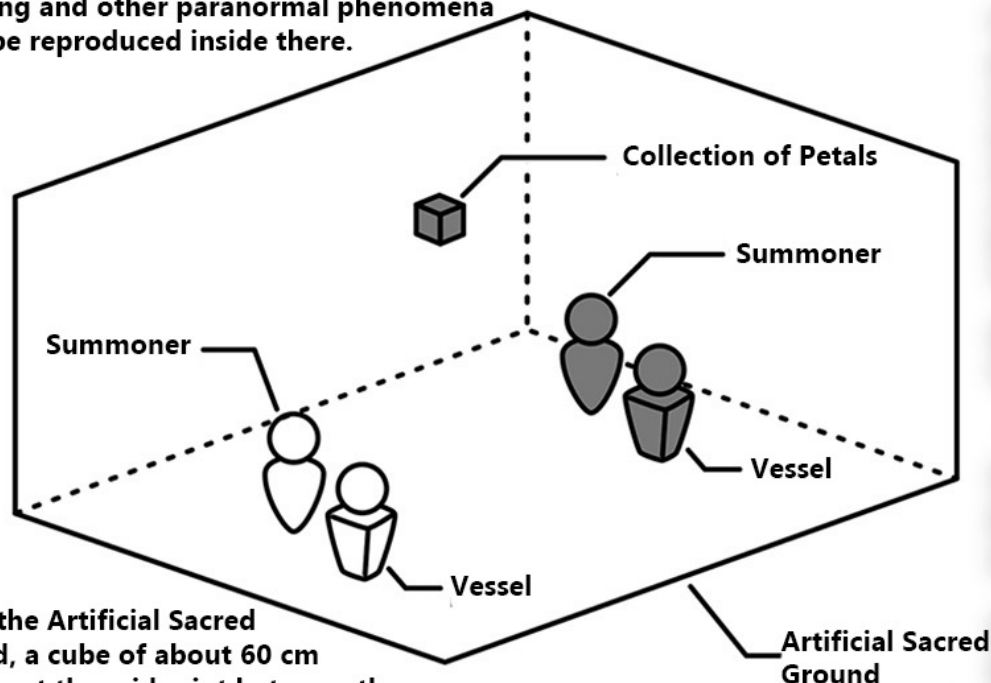 ng and other paranormal phenomena
be reproduced inside there.
Collection of Petals
Summoner
Summoner
Vessel
Vessel
the Artificial Sacred
d, a cube of about 60 cm
Artificial Sacred
Ground